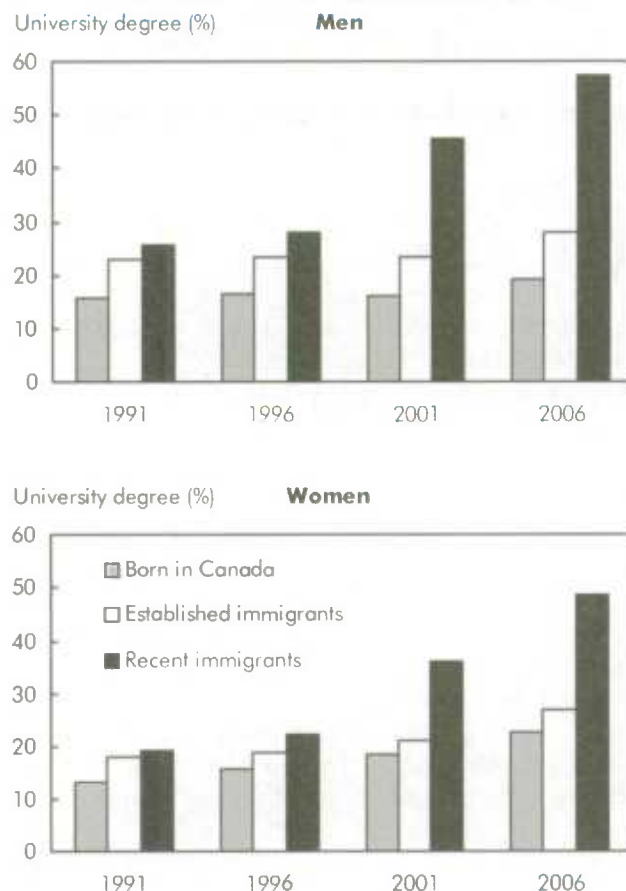 University degree (%) Men
60
50
40
30
20
10
0
1991 1996 2001 2006
University degree (%) Women
60
50
40
30
20
10
0
Born in Canada
Established immigrants
Recent immigrants
1991 1996 2001 2006